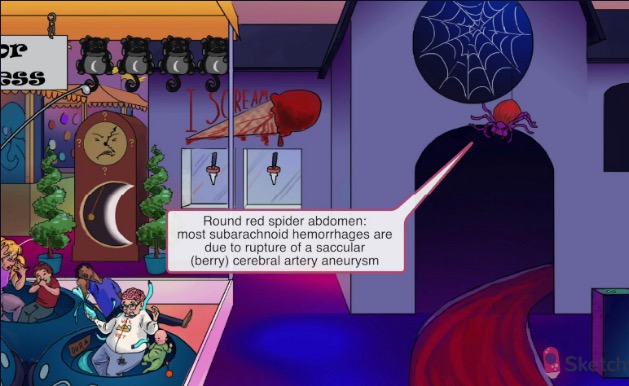 or
ess
I SCREAM
Round red spider abdomen:
most subarachnoid hemorrhages are
due to rupture of a saccular
(berry) cerebral artery aneurysm
? ?
? ?
Sketch